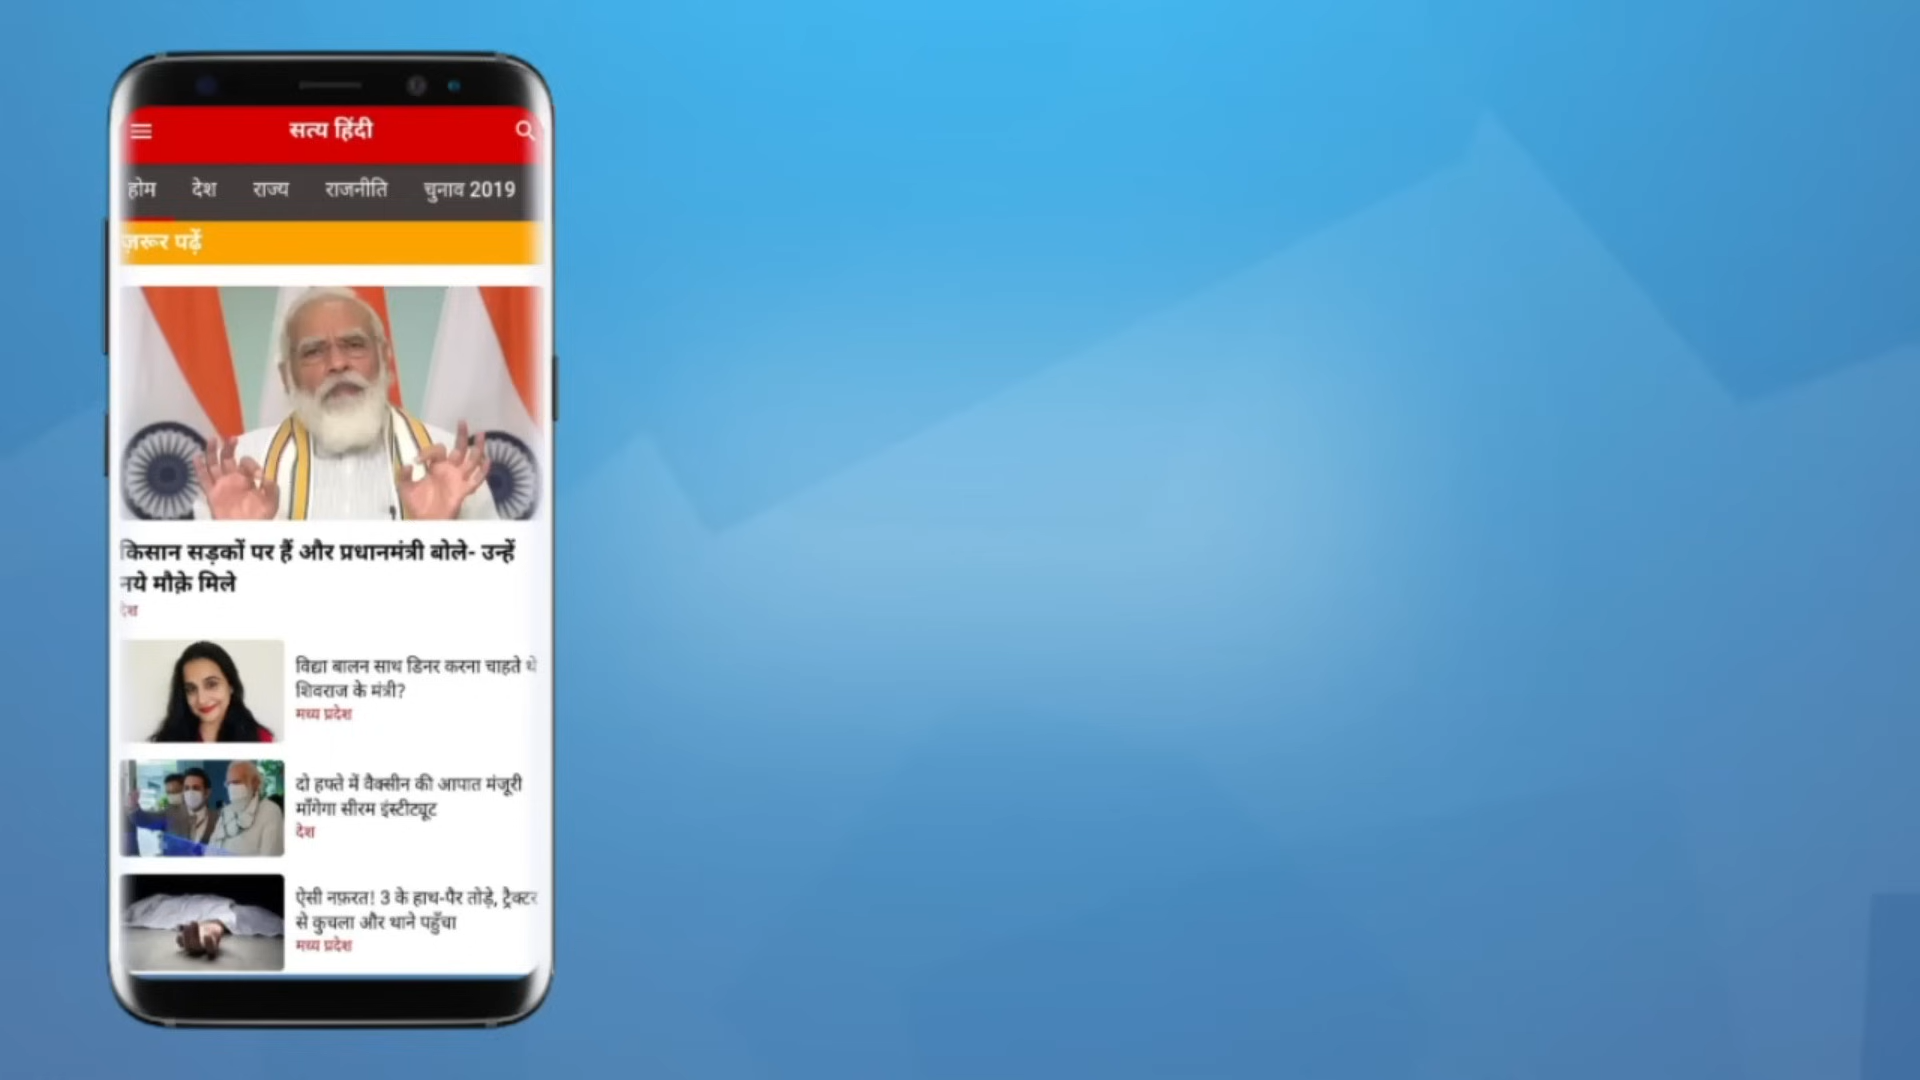 सत्य हिंदी
होम देश राज्य राजनीति चुनाव 2019
ज़रूर पढ़ें
किसान सड़कों पर हैं और प्रधानमंत्री बोले- उन्हें
नये मौक़े मिले
देश
विद्या बालन साथ डिनर करना चाहते थे
शिवराज के मंत्री?
मध्य प्रदेश
दो हफ्ते में वैक्सीन की आपात मंजूरी
माँगेगा सीरम इंस्टीट्यूट
देश
ऐसी नफ़रत! 3 के हाथ-पैर तोड़े, ट्रैक्टर
से कुचला और थाने पहुँचा
मध्य प्रदेश